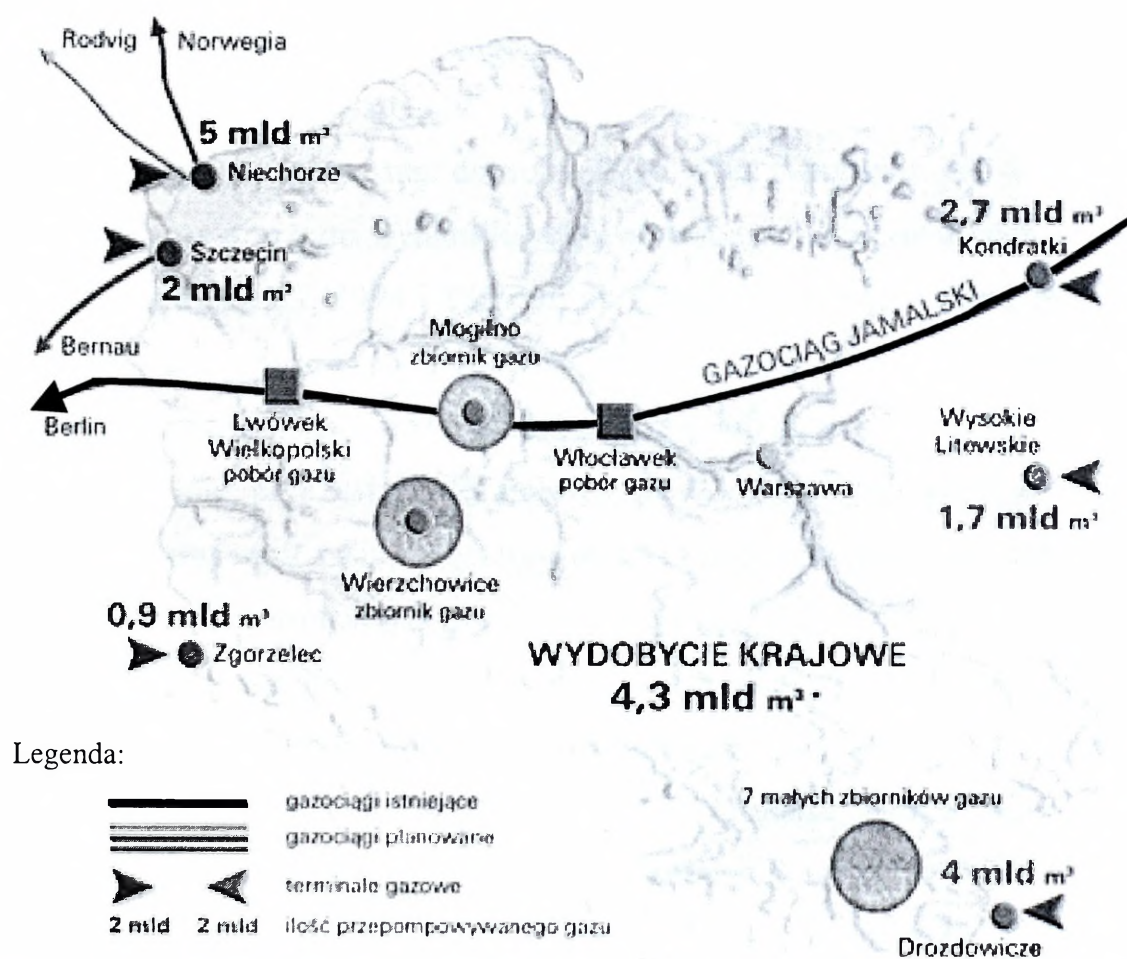 Rodvig
Norwegia
5 mld m³
Niechorze
Szczecin
2 mld m³
Bernau
Berlin
2,7 mld m³
Kondratki
GAZOCIĄG JAMALSKI
Mogilno
zbiornik gazu
Lwówek
Wielkopolski
pobór gazu
Włocławek
pobór gazu
Warszawa
Wysokie
Litewskie
1,7 mld m³
Wierzchowice
zbiornik gazu
0,9 mld m³
Zgorzelec
WYDOBYCIE KRAJOWE
4,3 mld m³
Legenda:
gazociągi istniejące
gazociągi planowane
terminale gazowe
2 mld 2 mld ilość przepompowywanego gazu
7 małych zbiorników gazu
4 mld m³
Drozdowicze